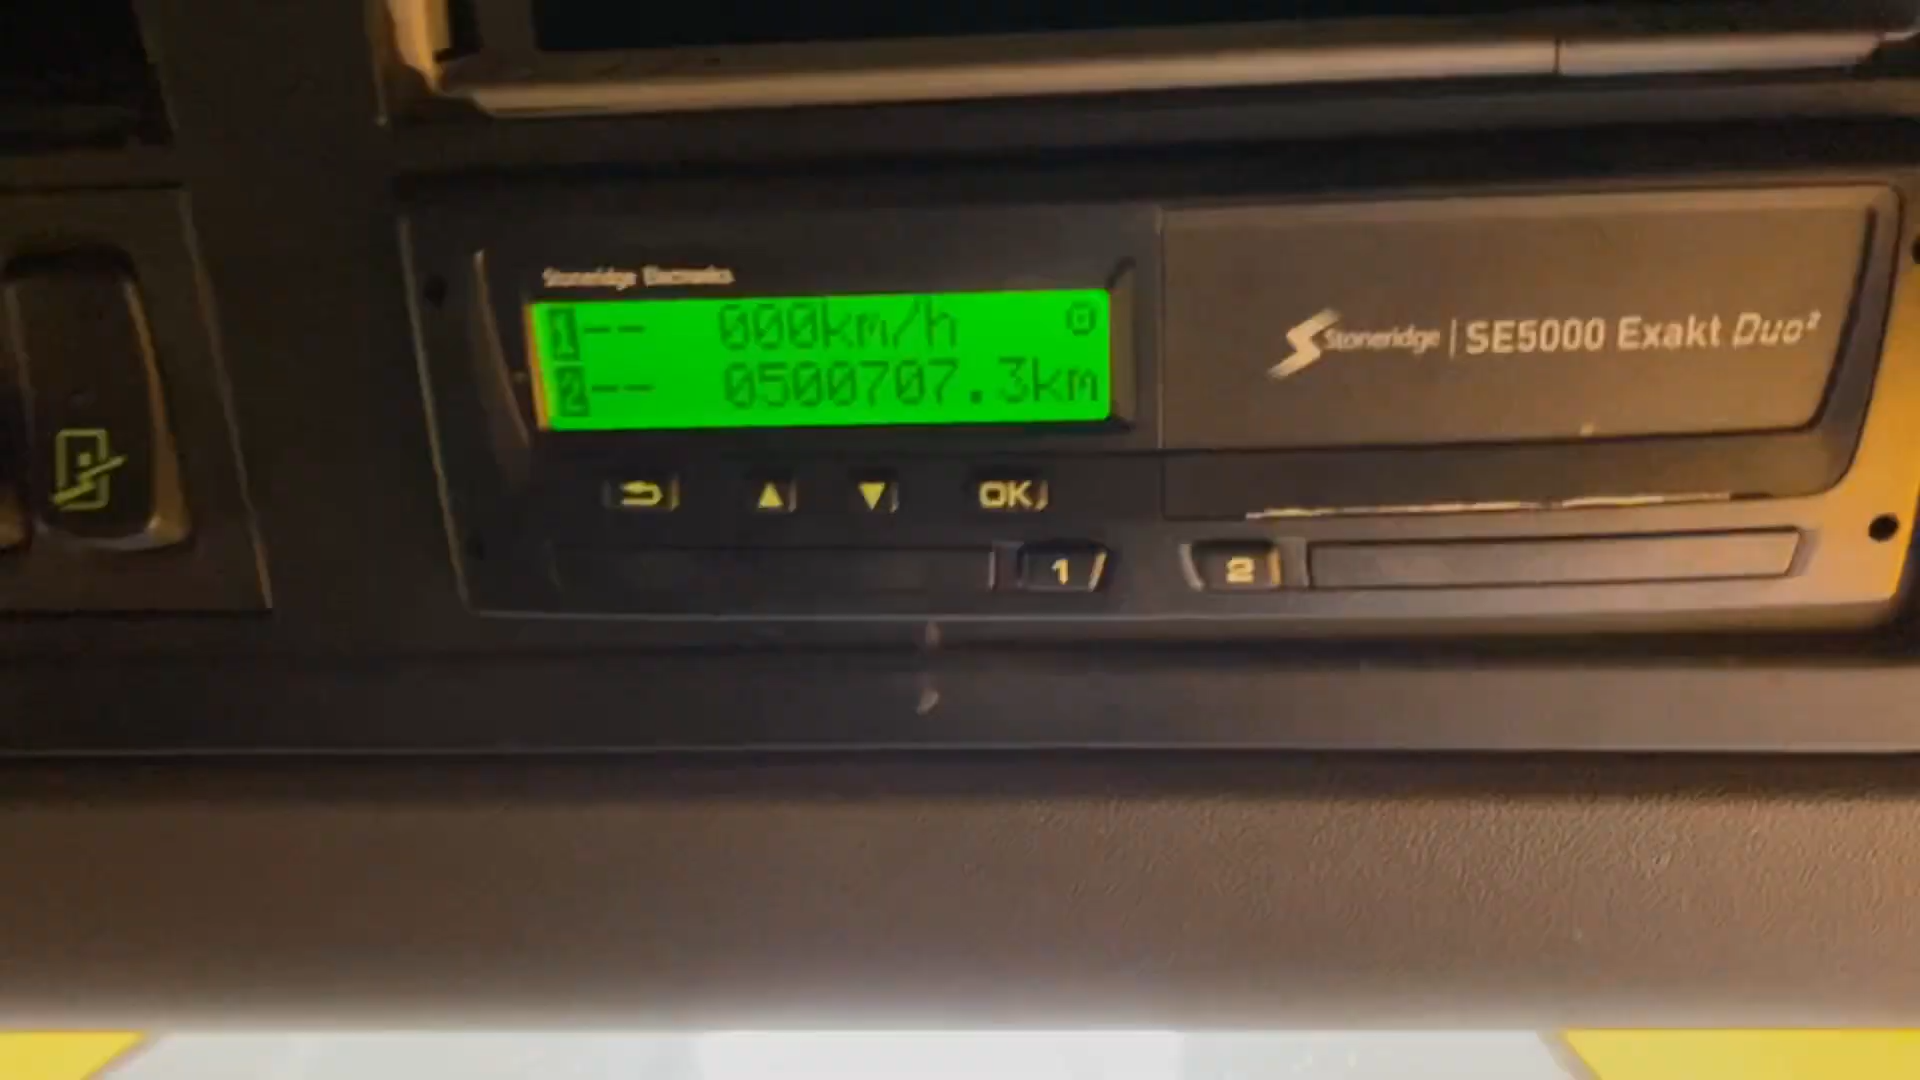 Stoneridge Electronics
1-- 000km/h
2-- 0500707.3km
Stoneridge | SE5000 Exakt Duo²
▲ ▼ OK
1 2